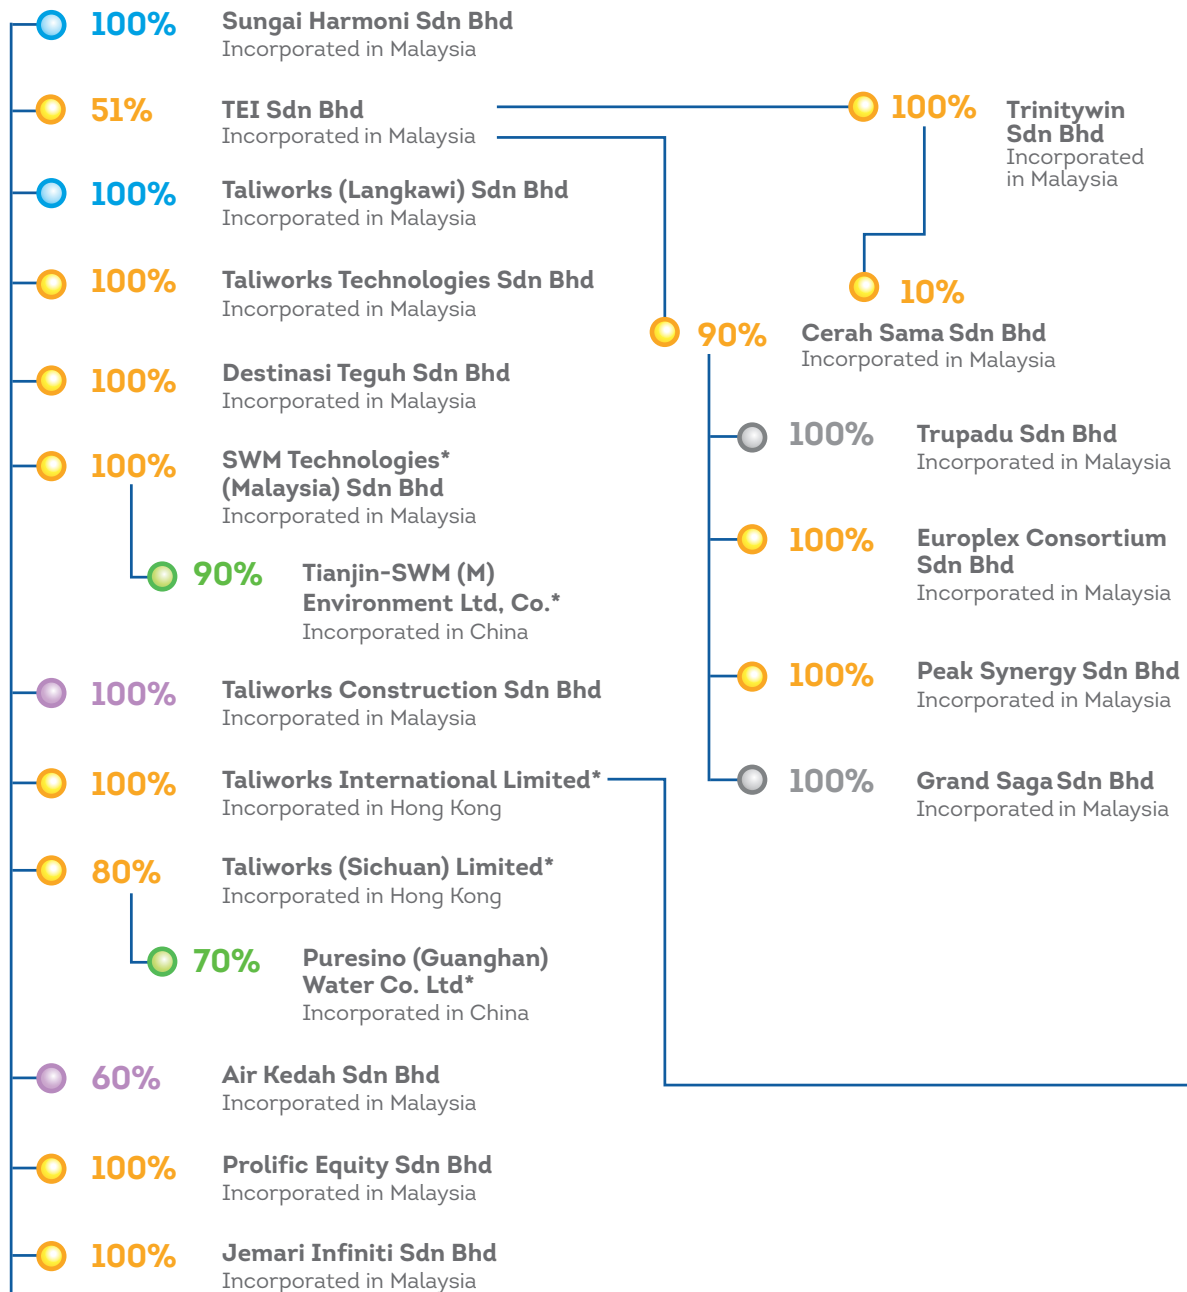 100%
Sungai Harmoni Sdn Bhd
Incorporated in Malaysia
51%
TEI Sdn Bhd
Incorporated in Malaysia
100%
Trinitywin
Sdn Bhd
Incorporated
in Malaysia
100%
Taliworks (Langkawi) Sdn Bhd
Incorporated in Malaysia
100%
Taliworks Technologies Sdn Bhd
Incorporated in Malaysia
10%
90%
Cerah Sama Sdn Bhd
Incorporated in Malaysia
100%
Destinasi Teguh Sdn Bhd
Incorporated in Malaysia
100%
SWM Technologies*
(Malaysia) Sdn Bhd
Incorporated in Malaysia
90%
Tianjin-SWM (M)
Environment Ltd, Co.*
Incorporated in China
100%
Trupadu Sdn Bhd
Incorporated in Malaysia
100%
Europlex Consortium
Sdn Bhd
Incorporated in Malaysia
100%
Peak Synergy Sdn Bhd
Incorporated in Malaysia
100%
Grand Saga Sdn Bhd
Incorporated in Malaysia
100%
Taliworks Construction Sdn Bhd
Incorporated in Malaysia
100%
Taliworks International Limited*
Incorporated in Hong Kong
80%
Taliworks (Sichuan) Limited*
Incorporated in Hong Kong
70%
Puresino (Guanghan)
Water Co. Ltd*
Incorporated in China
60%
Air Kedah Sdn Bhd
Incorporated in Malaysia
100%
Prolific Equity Sdn Bhd
Incorporated in Malaysia
100%
Jemari Infiniti Sdn Bhd
Incorporated in Malaysia